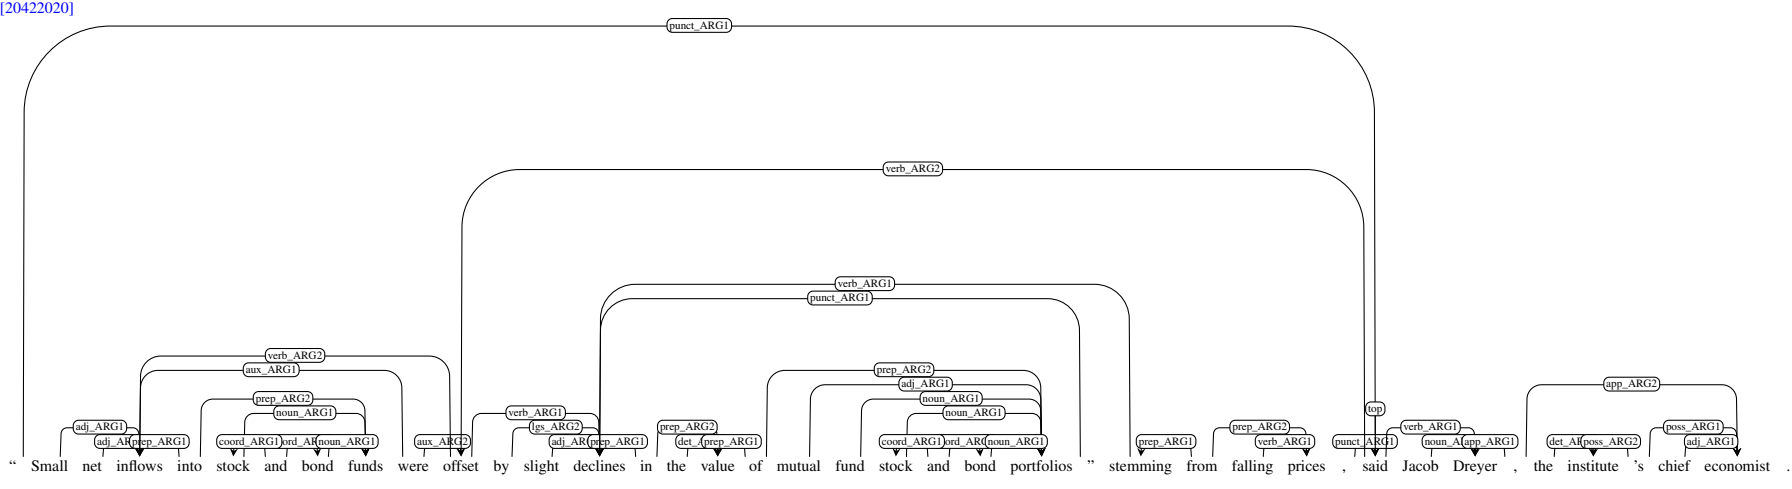 [20422020]
punct_ARG1
verb_ARG2
verb_ARG1
punct_ARG1
verb_ARG2
aux_ARG1 prep_ARG2
adj_ARG1
prep_ARG2 noun_ARG1 app_ARG2
noun_ARG1 verb_ARG1 noun_ARG1 top
adj_ARG1 lgs_ARG2 prep_ARG2 prep_ARG2 verb_ARG1 poss_ARG1
prep_ARG1 coord_ARG1 noun_ARG1 aux_ARG2 prep_ARG1 prep_ARG1 coord_ARG1 noun_ARG1 prep_ARG1 verb_ARG1 punct_ARG1 app_ARG1 poss_ARG2 adj_ARG1
“ Small net inflows into stock and bond funds were offset by slight declines in the value of mutual fund stock and bond portfolios ” stemming from falling prices , said Jacob Dreyer , the institute 's chief economist .